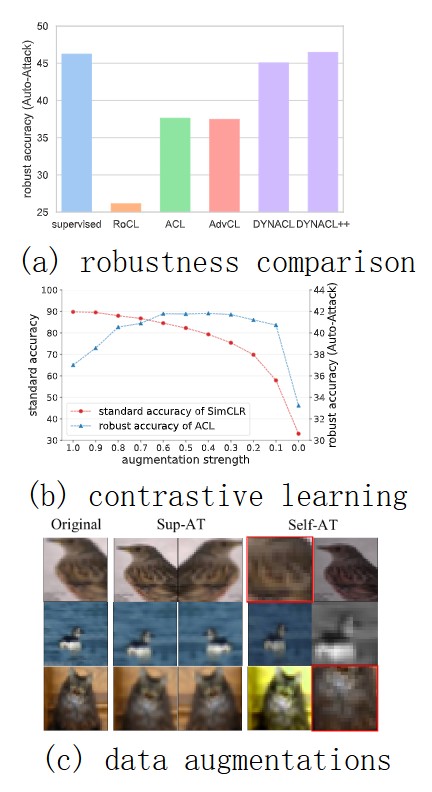 50
45
40
35
30
25
robust accuracy (Auto-Attack)
supervised RoCL ACL AdvCL DYNACL DYNACL++
(a) robustness comparison
100
90
80
70
60
50
40
30
standard accuracy
44
42
40
38
36
34
32
30
robust accuracy (Auto-Attack)
standard accuracy of SimCLR
robust accuracy of ACL
1.0 0.9 0.8 0.7 0.6 0.5 0.4 0.3 0.2 0.1 0.0
augmentation strength
(b) contrastive learning
Original Sup-AT Self-AT
(c) data augmentations